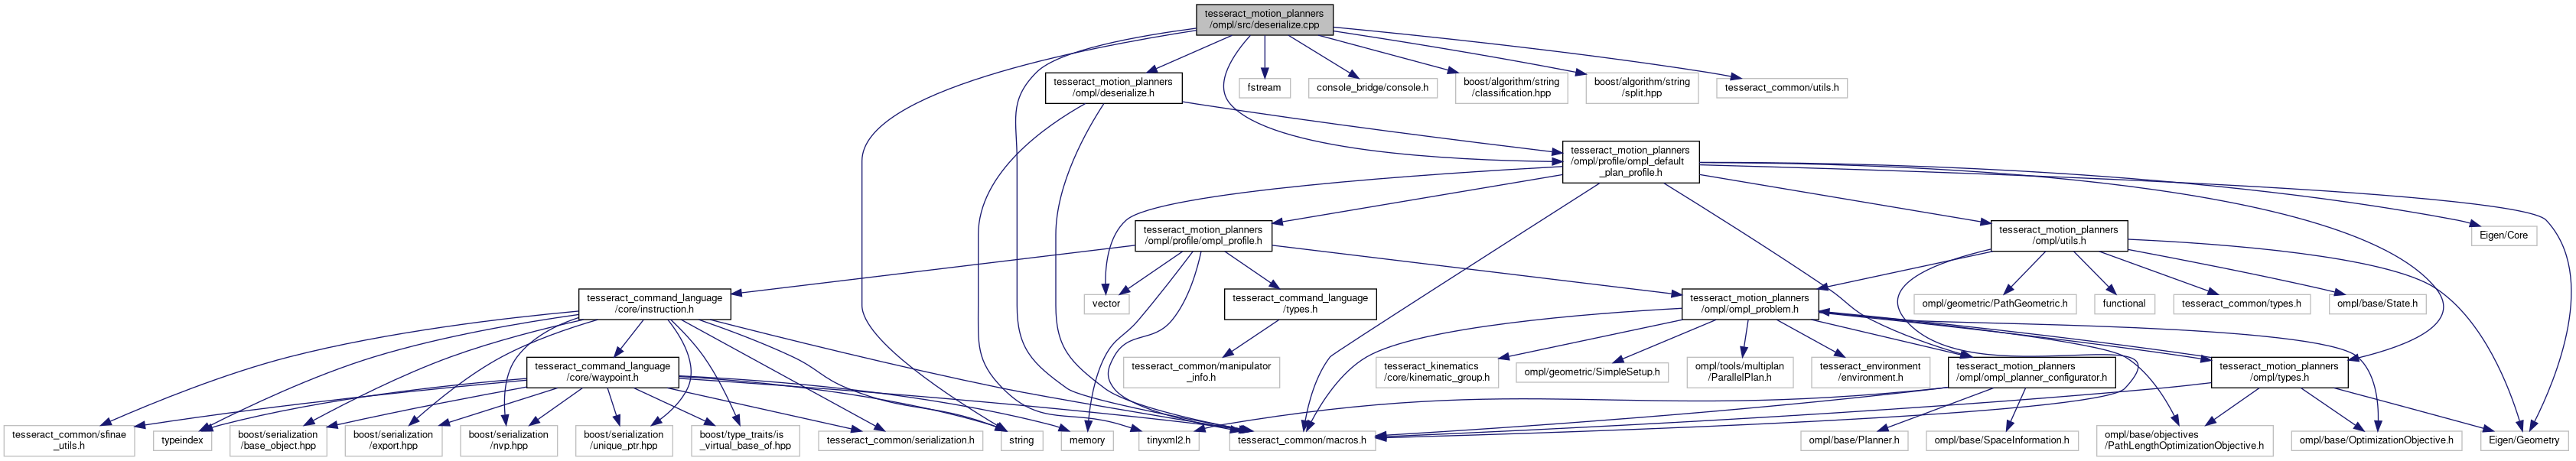 tesseract_motion_planners
/ompl/src/deserialize.cpp
tesseract_motion_planners
/ompl/deserialize.h
fstream
console_bridge/console.h
boost/algorithm/string
/classification.hpp
boost/algorithm/string
/split.hpp
tesseract_common/utils.h
tesseract_motion_planners
/ompl/profile/ompl_default
_plan_profile.h
tesseract_motion_planners
/ompl/profile/ompl_profile.h
tesseract_motion_planners
/ompl/utils.h
Eigen/Core
tesseract_command_language
/core/instruction.h
vector
tesseract_command_language
/types.h
tesseract_motion_planners
/ompl/ompl_problem.h
ompl/geometric/PathGeometric.h
functional
tesseract_common/types.h
ompl/base/State.h
tesseract_command_language
/core/waypoint.h
tesseract_common/manipulator
_info.h
tesseract_kinematics
/core/kinematic_group.h
ompl/geometric/SimpleSetup.h
ompl/tools/multiplan
/ParallelPlan.h
tesseract_environment
/environment.h
tesseract_motion_planners
/ompl/ompl_planner_configurator.h
tesseract_motion_planners
/ompl/types.h
tesseract_common/sfinae
_utils.h
typeindex
boost/serialization
/base_object.hpp
boost/serialization
/export.hpp
boost/serialization
/nvp.hpp
boost/serialization
/unique_ptr.hpp
boost/type_traits/is
_virtual_base_of.hpp
tesseract_common/serialization.h
string
memory
tinyxml2.h
tesseract_common/macros.h
ompl/base/Planner.h
ompl/base/SpaceInformation.h
ompl/base/objectives
/PathLengthOptimizationObjective.h
ompl/base/OptimizationObjective.h
Eigen/Geometry